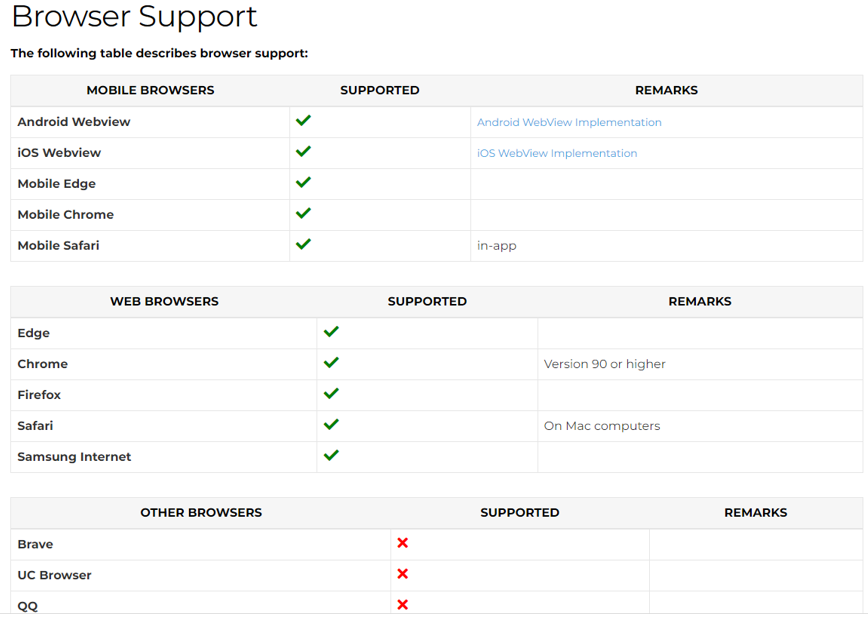 Browser Support
The following table describes browser support:
MOBILE BROWSERS SUPPORTED REMARKS
Android Webview Android WebView Implementation
iOS Webview iOS WebView Implementation
Mobile Edge
Mobile Chrome
Mobile Safari in-app
WEB BROWSERS SUPPORTED REMARKS
Edge
Chrome Version 90 or higher
Firefox
Safari On Mac computers
Samsung Internet
OTHER BROWSERS SUPPORTED REMARKS
Brave
UC Browser
QQ